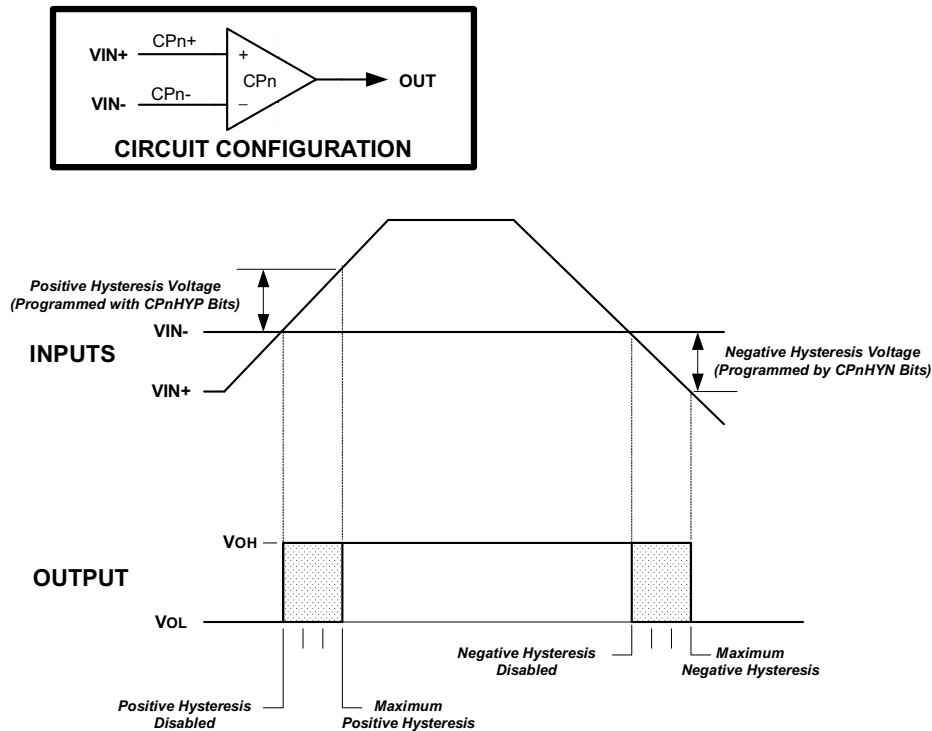 VIN+
CPn+
+
CPn
OUT
VIN-
CPn-
–
CIRCUIT CONFIGURATION
Positive Hysteresis Voltage
(Programmed with CPnHYP Bits)
VIN-
INPUTS
Negative Hysteresis Voltage
(Programmed by CPnHYN Bits)
VIN+
VOH
OUTPUT
VOL
Negative Hysteresis
Disabled
Maximum
Negative Hysteresis
Positive Hysteresis
Disabled
Maximum
Positive Hysteresis